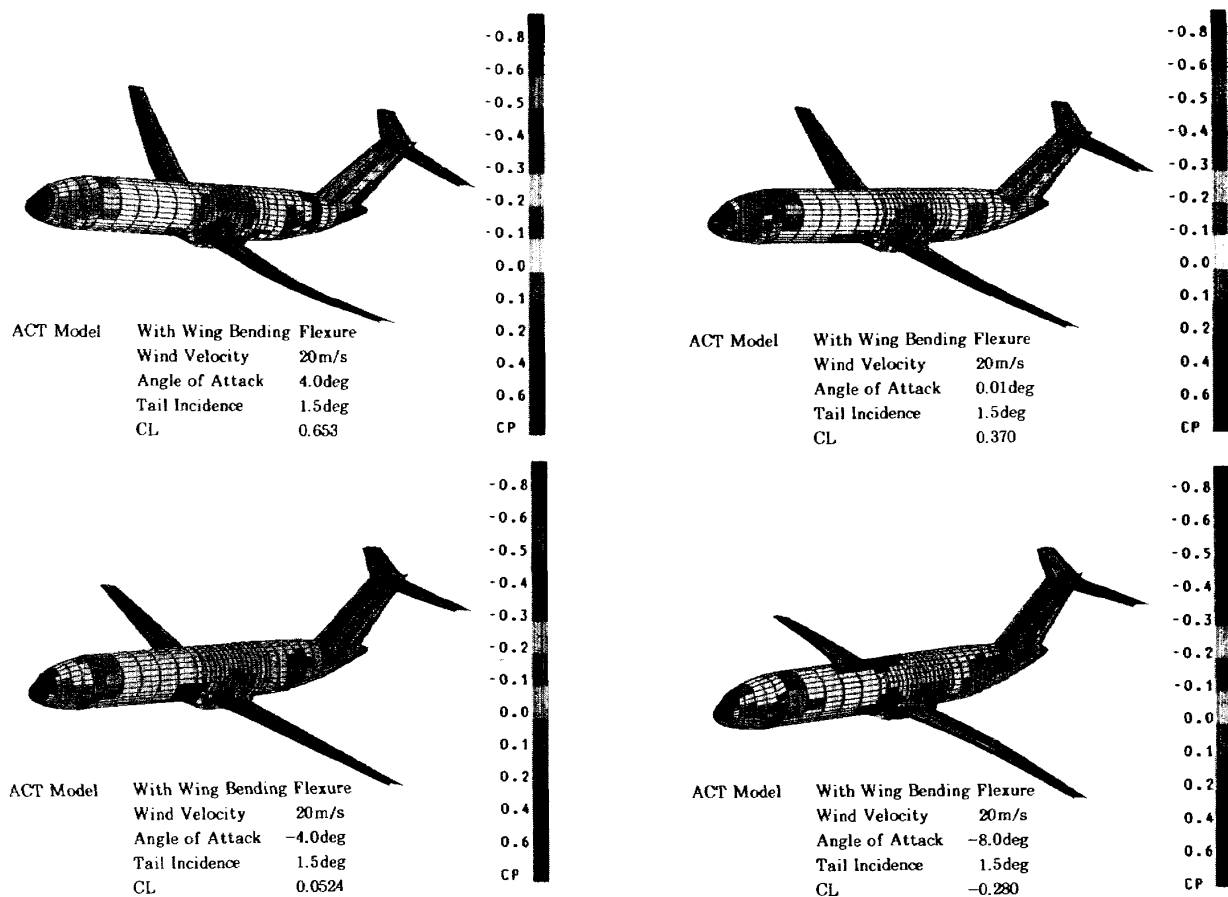 -0.8
-0.6
-0.5
-0.4
-0.3
-0.2
-0.1
0.0
0.1
0.2
0.4
0.6
CP
ACT Model With Wing Bending Flexure
Wind Velocity 20m/s
Angle of Attack 4.0deg
Tail Incidence 1.5deg
CL 0.653
-0.8
-0.6
-0.5
-0.4
-0.3
-0.2
-0.1
0.0
0.1
0.2
0.4
0.6
CP
ACT Model With Wing Bending Flexure
Wind Velocity 20m/s
Angle of Attack 0.01deg
Tail Incidence 1.5deg
CL 0.370
-0.8
-0.6
-0.5
-0.4
-0.3
-0.2
-0.1
0.0
0.1
0.2
0.4
0.6
CP
ACT Model With Wing Bending Flexure
Wind Velocity 20m/s
Angle of Attack -4.0deg
Tail Incidence 1.5deg
CL 0.0524
-0.8
-0.6
-0.5
-0.4
-0.3
-0.2
-0.1
0.0
0.1
0.2
0.4
0.6
CP
ACT Model With Wing Bending Flexure
Wind Velocity 20m/s
Angle of Attack -8.0deg
Tail Incidence 1.5deg
CL -0.280